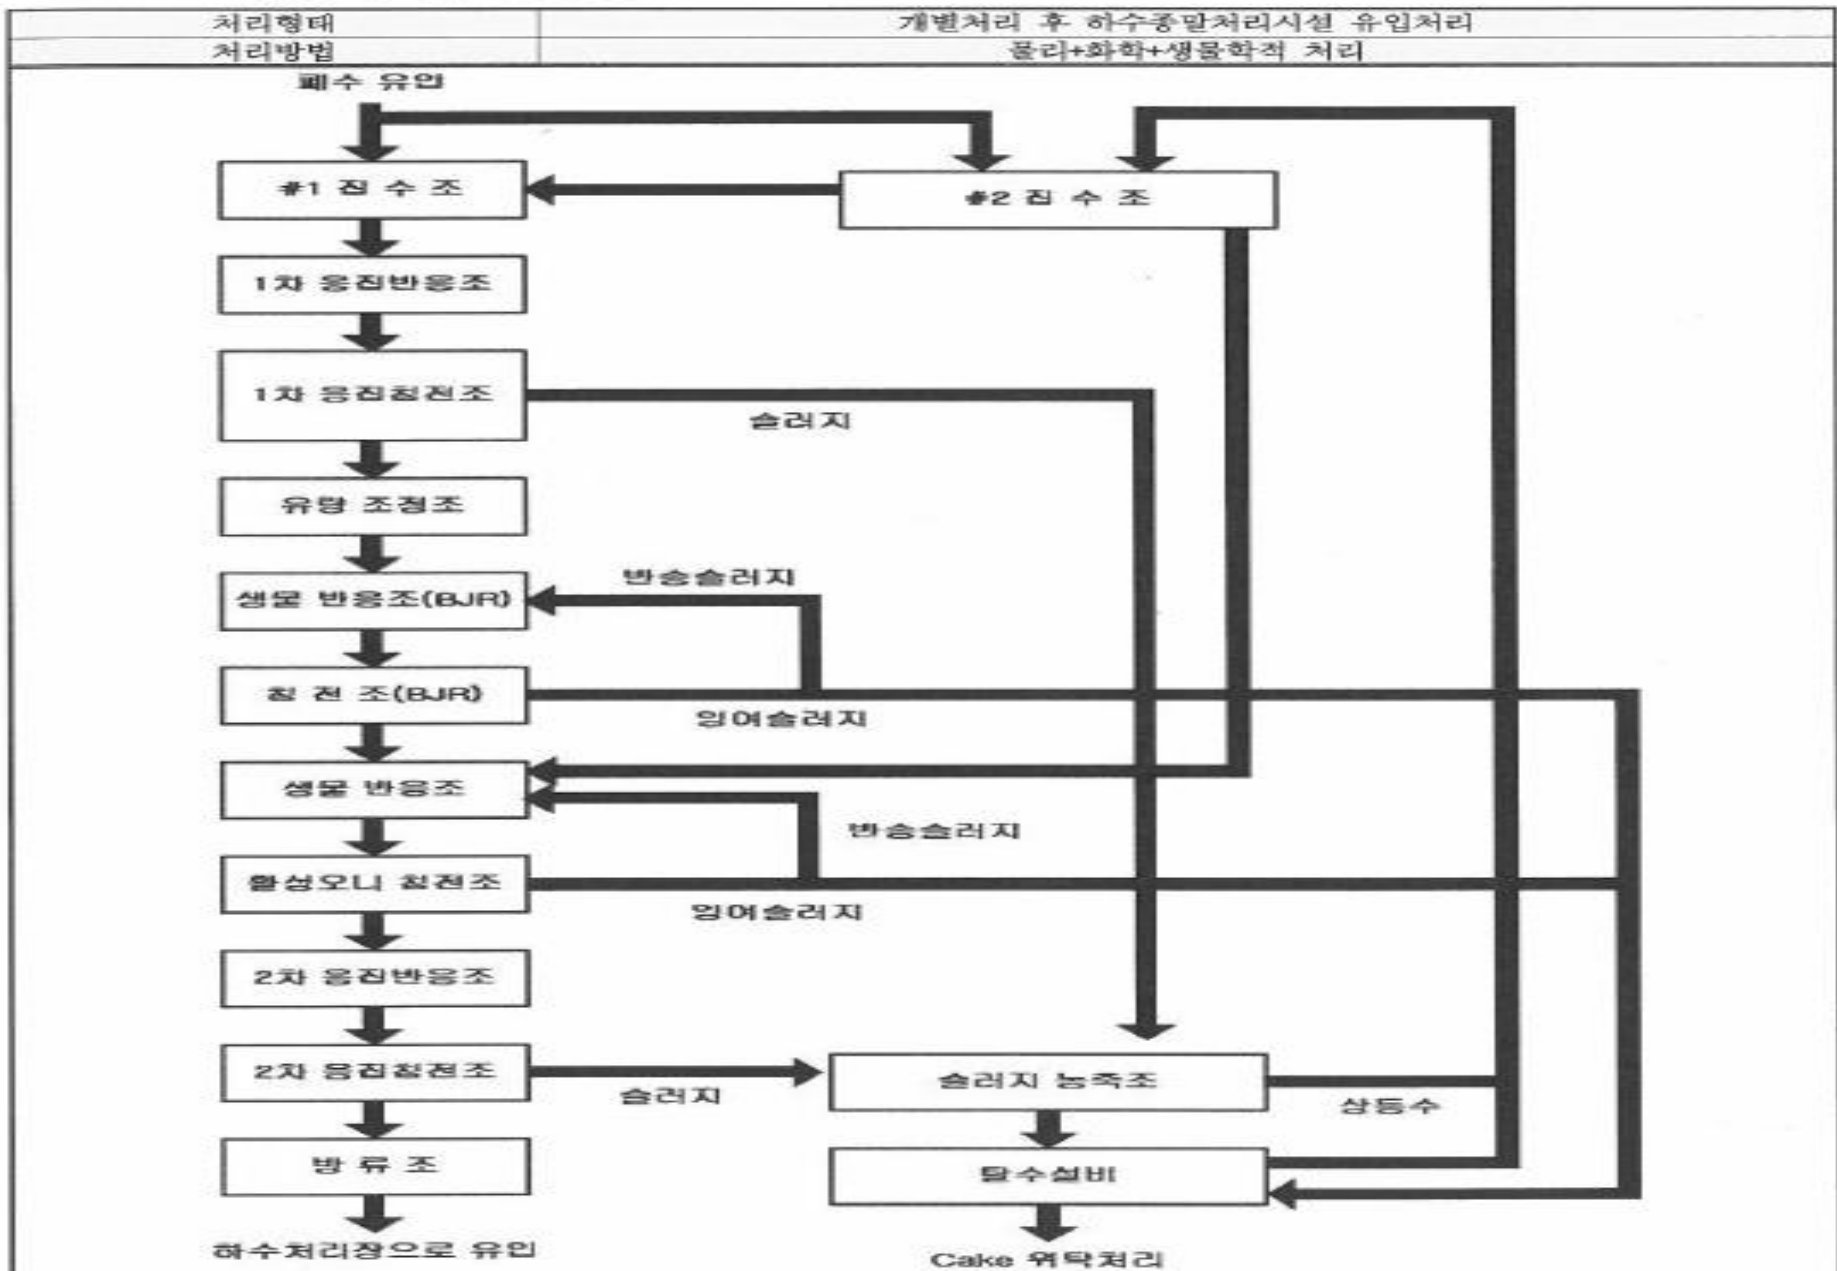 처리형태 개별처리 후 하수종말처리시설 유입처리
처리방법 물리+화학+생물학적 처리
폐수 유입
#1 집 수 조
#2 집 수 조
1차 응집반응조
1차 응집침전조
슬러지
유량 조정조
반송슬러지
생물 반응조(BJR)
침 전 조(BJR)
잉여슬러지
생물 반응조
반송슬러지
활성오니 침전조
잉여슬러지
2차 응집반응조
2차 응집침전조
슬러지
슬러지 농축조
상등수
방 류 조
탈수설비
하수처리장으로 유입
Cake 위탁처리